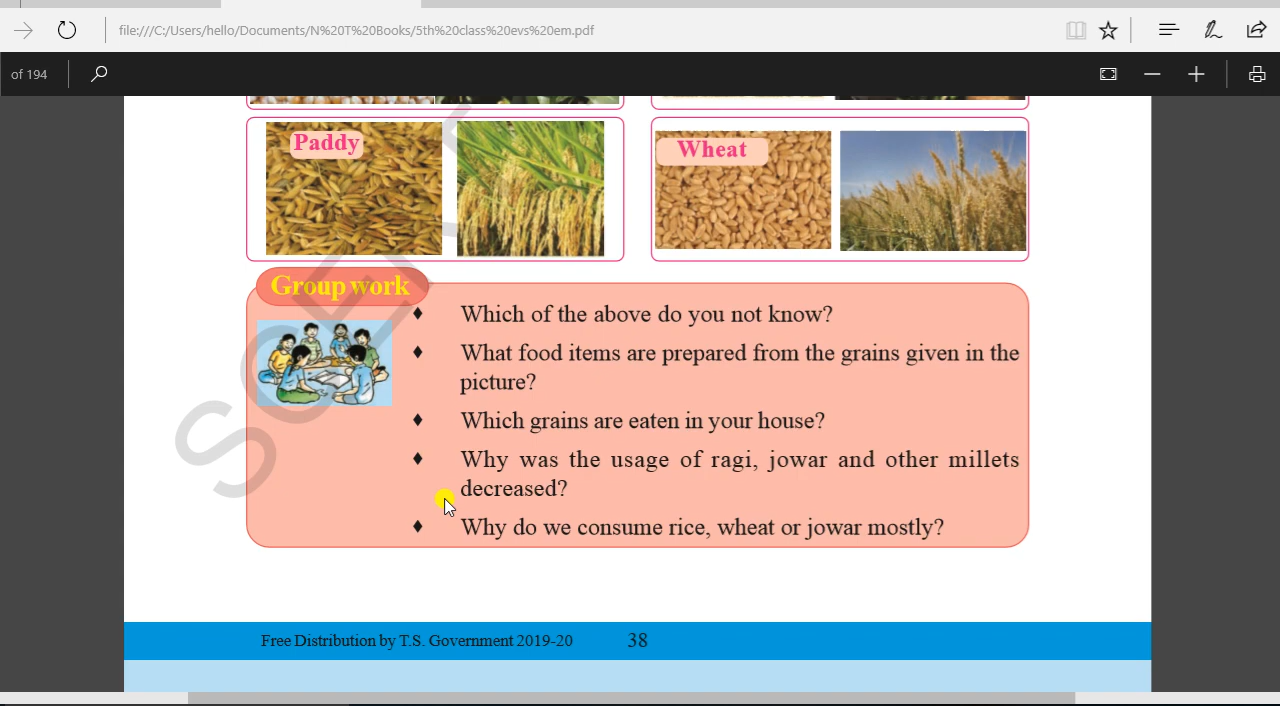 file:///C:/Users/hello/Documents/N%20T%20Books/5th%20class%20evs%20em.pdf
of 194
Paddy
Wheat
Group work
♦ Which of the above do you not know?
♦ What food items are prepared from the grains given in the
picture?
♦ Which grains are eaten in your house?
♦ Why was the usage of ragi, jowar and other millets
decreased?
♦ Why do we consume rice, wheat or jowar mostly?
Free Distribution by T.S. Government 2019-20 38